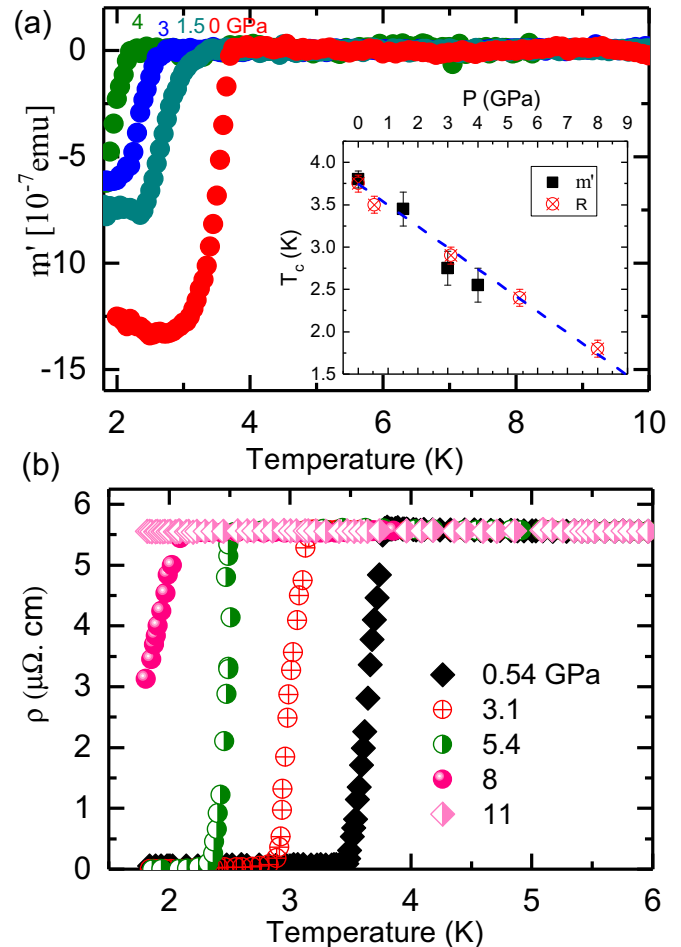 (a)
4 3 1.5 0 GPa
0
-5
-10
-15
m' [10-7emu]
P (GPa)
0 1 2 3 4 5 6 7 8 9
4.0
3.5
3.0
2.5
2.0
1.5
Tc (K)
m'
R
2 4 6 8 10
Temperature (K)
(b)
6
5
4
3
2
1
0
ρ (μΩ. cm)
0.54 GPa
3.1
5.4
8
11
2 3 4 5 6
Temperature (K)